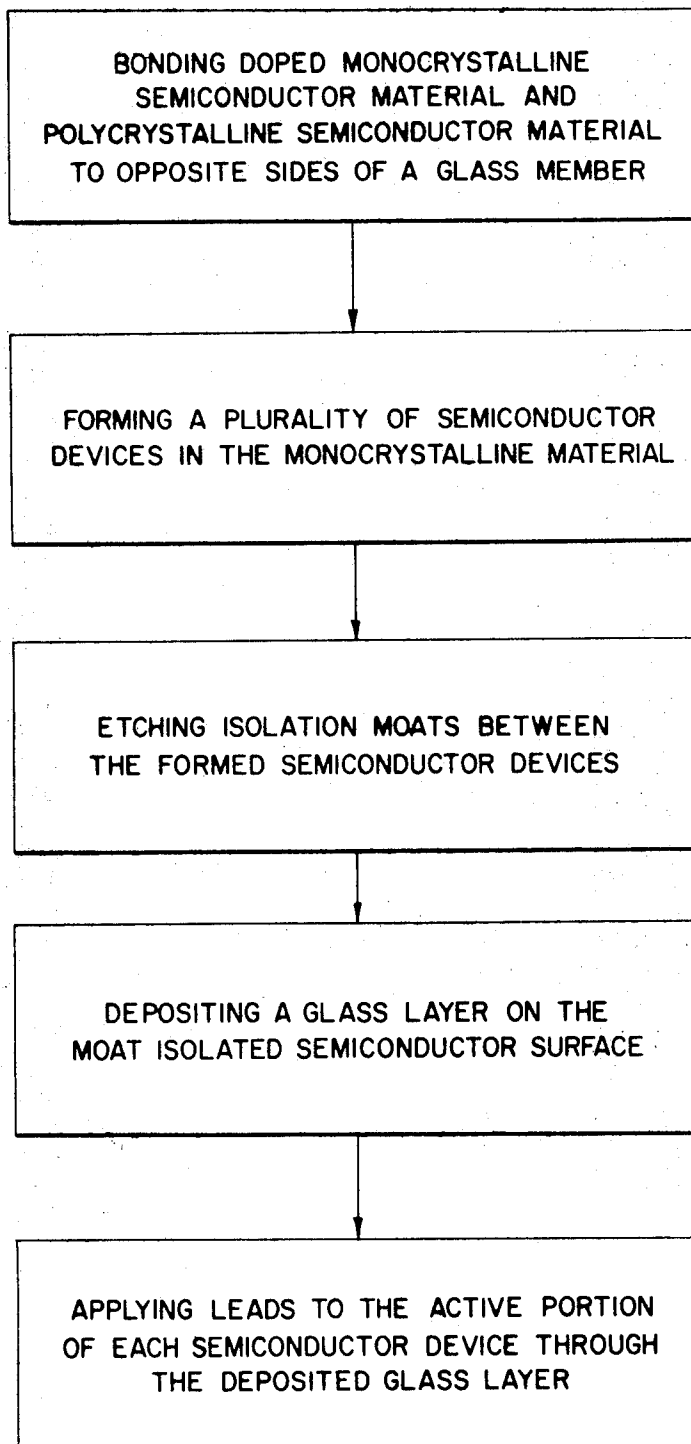 BONDING DOPED MONOCRYSTALLINE
SEMICONDUCTOR MATERIAL AND
POLYCRYSTALLINE SEMICONDUCTOR MATERIAL
TO OPPOSITE SIDES OF A GLASS MEMBER
FORMING A PLURALITY OF SEMICONDUCTOR
DEVICES IN THE MONOCRYSTALLINE MATERIAL
ETCHING ISOLATION MOATS BETWEEN
THE FORMED SEMICONDUCTOR DEVICES
DEPOSITING A GLASS LAYER ON THE
MOAT ISOLATED SEMICONDUCTOR SURFACE
APPLYING LEADS TO THE ACTIVE PORTION
OF EACH SEMICONDUCTOR DEVICE THROUGH
THE DEPOSITED GLASS LAYER